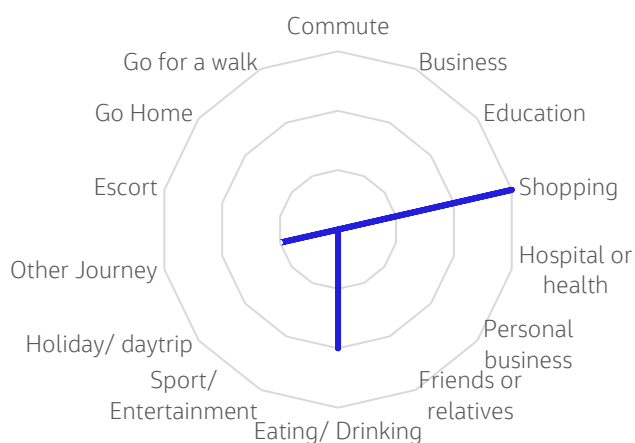 Commute
Go for a walk
Business
Go Home
Education
Escort
Shopping
Other Journey
Hospital or
health
Holiday/ daytrip
Personal
business
Sport/
Entertainment
Friends or
relatives
Eating/ Drinking